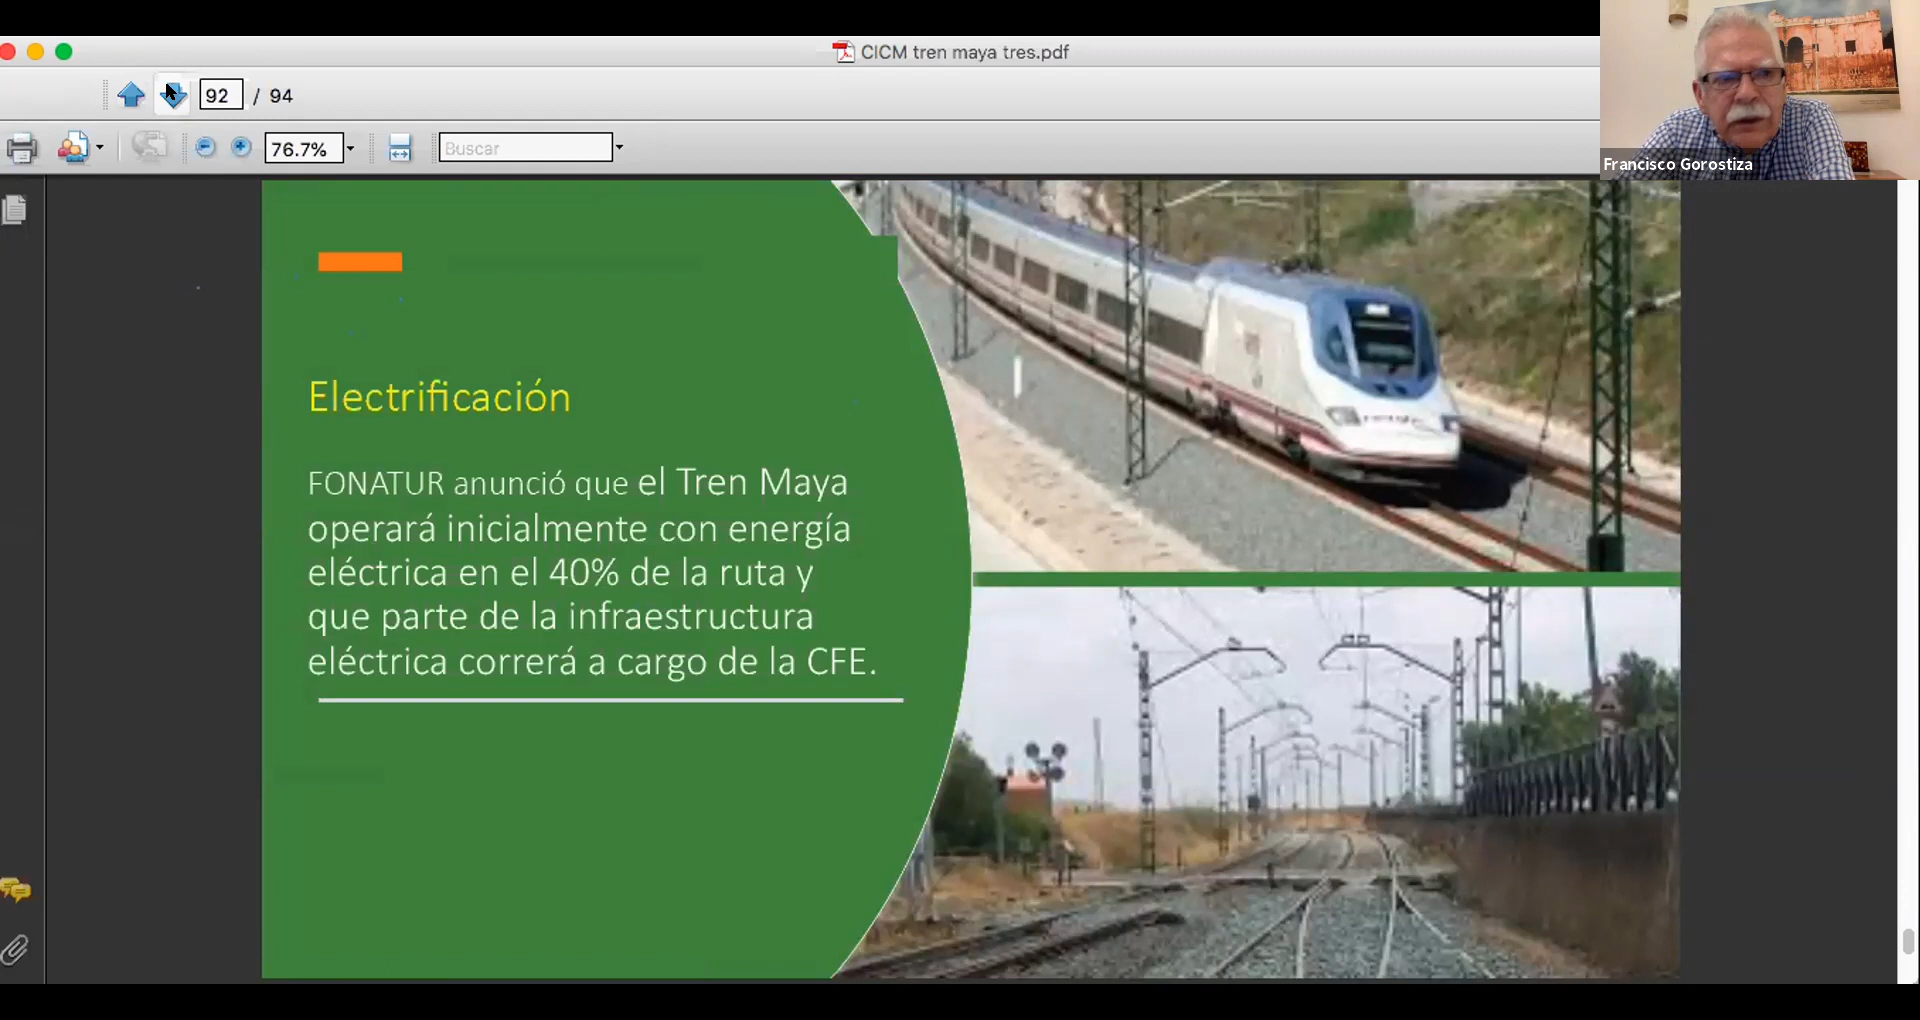 CICM tren maya tres.pdf
92 / 94
76.7%
Buscar
Francisco Gorostiza
Electrificación
FONATUR anunció que el Tren Maya
operará inicialmente con energía
eléctrica en el 40% de la ruta y
que parte de la infraestructura
eléctrica correrá a cargo de la CFE.